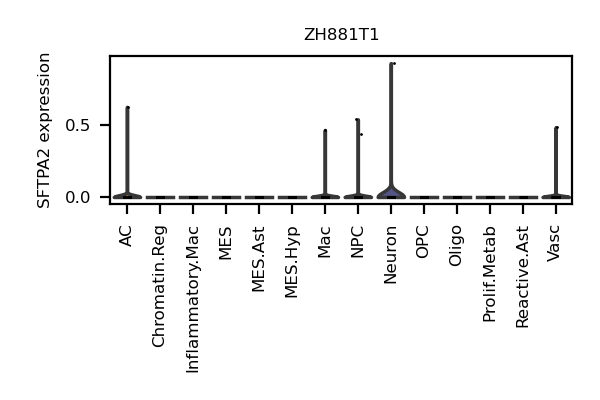 ZH881T1
SFTPA2 expression
0.5
0.0
AC
Chromatin.Reg
Inflammatory.Mac
MES
MES.Ast
MES.Hyp
Mac
NPC
Neuron
OPC
Oligo
Prolif.Metab
Reactive.Ast
Vasc